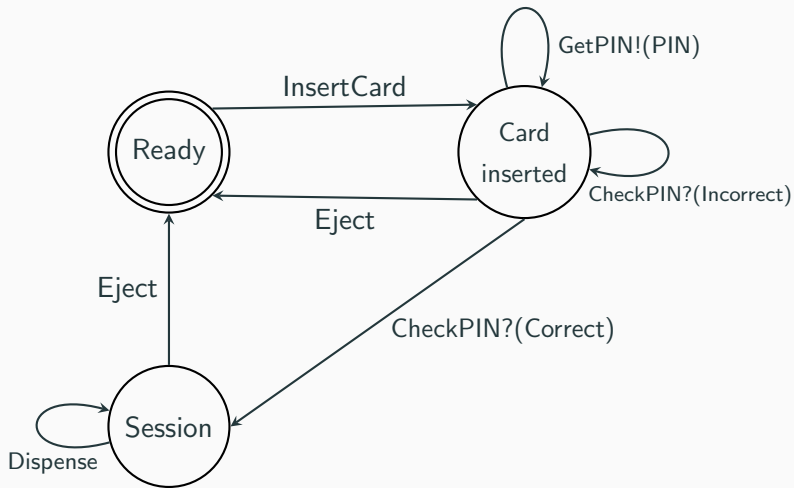 GetPIN!(PIN)
InsertCard
Ready
Card
inserted
CheckPIN?(Incorrect)
Eject
Eject
CheckPIN?(Correct)
Session
Dispense